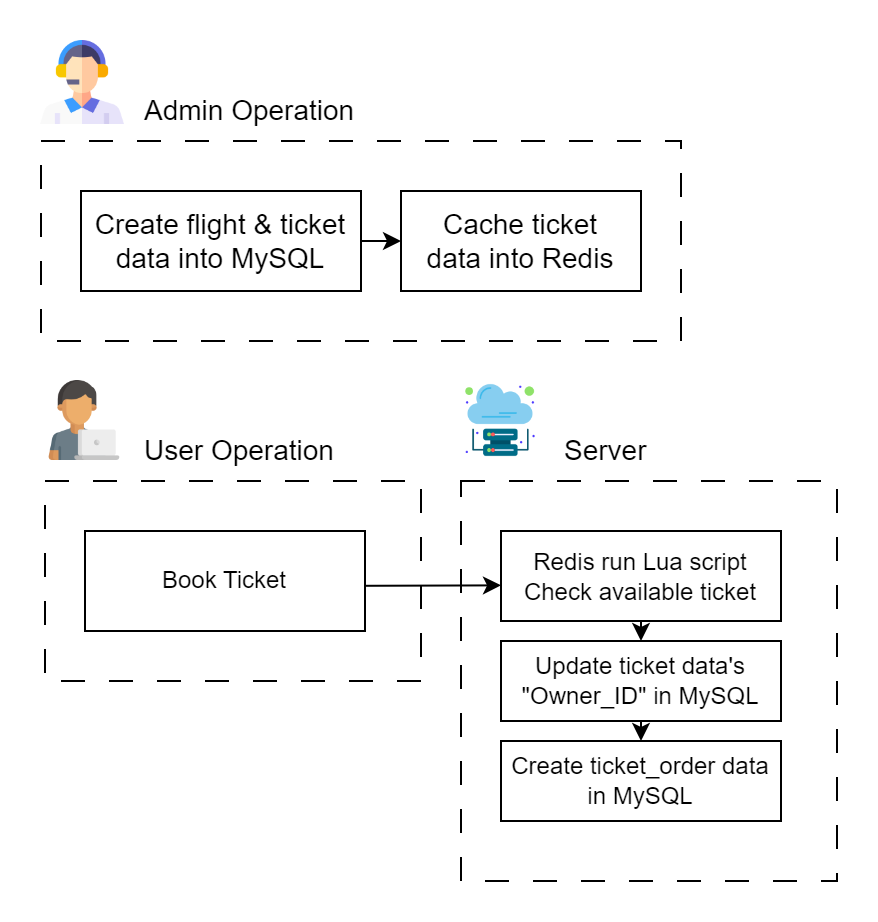 Admin Operation
Create flight & ticket
data into MySQL
Cache ticket
data into Redis
User Operation
Book Ticket
Server
Redis run Lua script
Check available ticket
Update ticket data's
"Owner_ID" in MySQL
Create ticket_order data
in MySQL